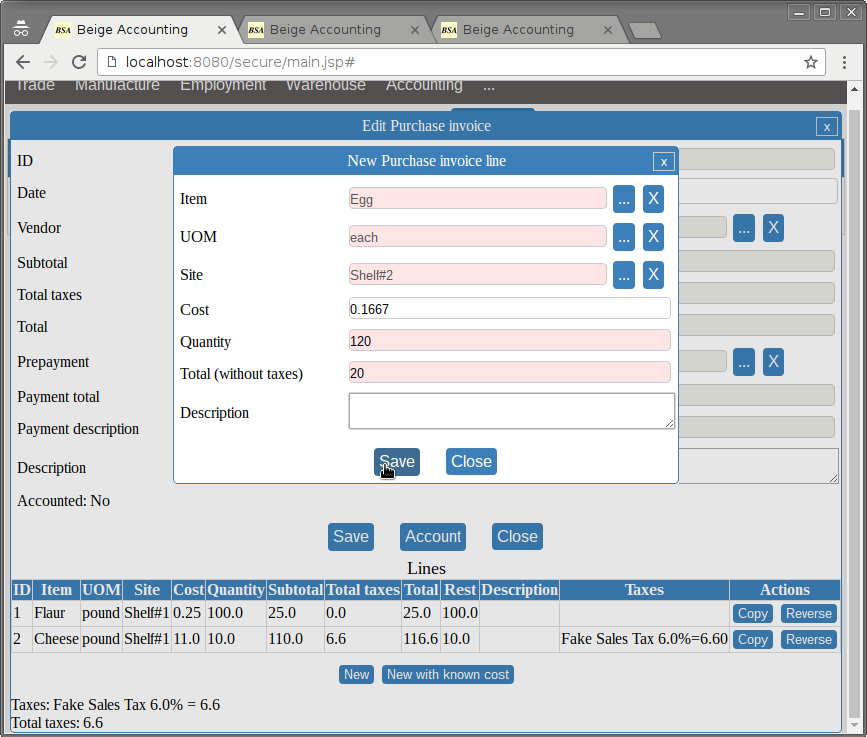 BSA Beige Accounting BSA Beige Accounting BSA Beige Accounting
localhost:8080/secure/main.jsp#
Trade Manufacture Employment Warehouse Accounting ...
Edit Purchase invoice x
New Purchase invoice line x
ID
Date
Vendor ... X
Subtotal
Total taxes
Total
Prepayment ... X
Payment total
Payment description
Description
Accounted: No
Item Egg ... X
UOM each ... X
Site Shelf#2 ... X
Cost 0.1667
Quantity 120
Total (without taxes) 20
Description
Save Close
Save Account Close
Lines
ID Item UOM Site Cost Quantity Subtotal Total taxes Total Rest Description Taxes Actions
1 Flaur pound Shelf#1 0.25 100.0 25.0 0.0 25.0 100.0 Copy Reverse
2 Cheese pound Shelf#1 11.0 10.0 110.0 6.6 116.6 10.0 Fake Sales Tax 6.0%=6.60 Copy Reverse
New New with known cost
Taxes: Fake Sales Tax 6.0% = 6.6
Total taxes: 6.6